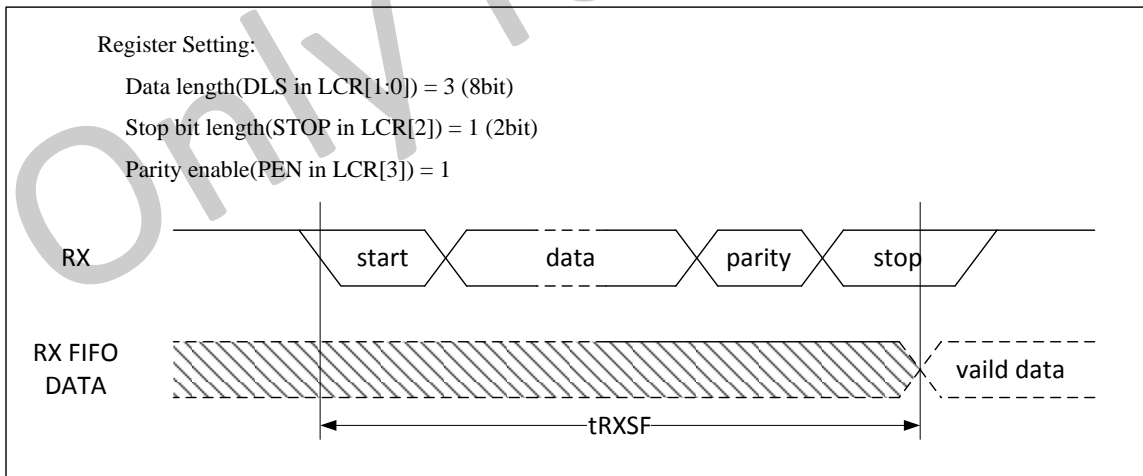 Register Setting:
Data length(DLS in LCR[1:0]) = 3 (8bit)
Stop bit length(STOP in LCR[2]) = 1 (2bit)
Parity enable(PEN in LCR[3]) = 1
RX start data parity stop
RX FIFO
DATA
vaild data
tRXSF
Only